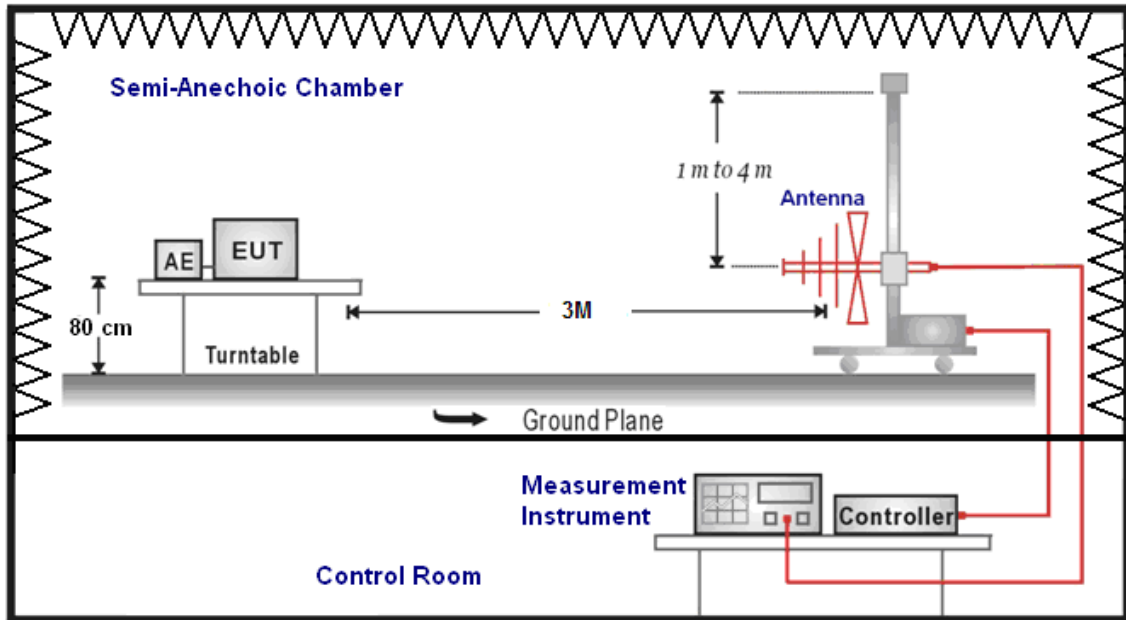 Semi-Anechoic Chamber
1 m to 4 m
Antenna
AE
EUT
80 cm
3M
Turntable
Ground Plane
Measurement
Instrument
Controller
Control Room